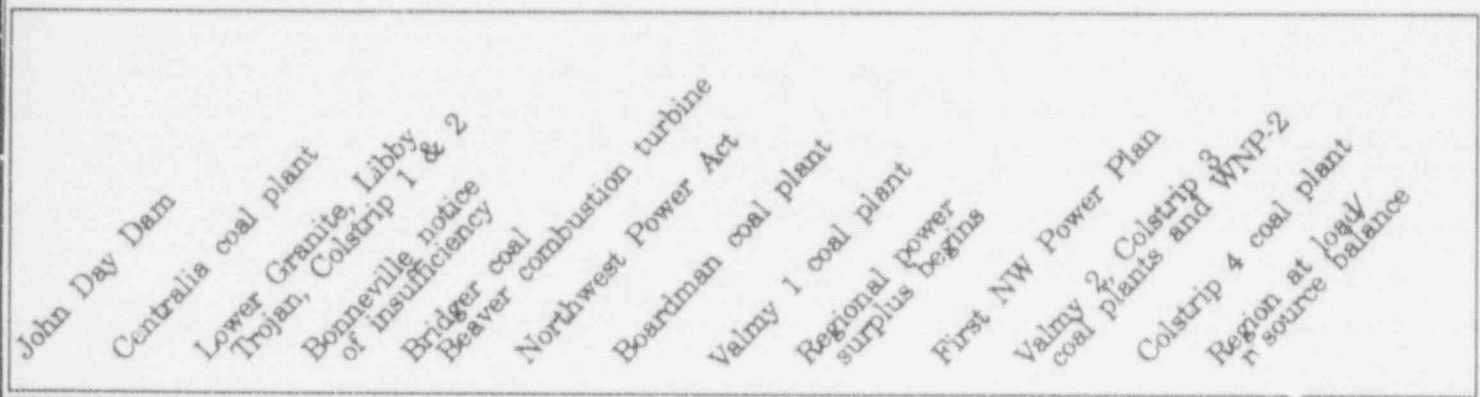 John Day Dam
Centralia coal plant
Lower Granite, Libby
Trojan, Colstrip 1 & 2
Bonneville notice
of insufficiency
Bridger coal
Beaver combustion turbine
Northwest Power Act
Boardman coal plant
Valmy 1 coal plant
Regional power
surplus begins
First NW Power Plan
Valmy 2, Colstrip 3
coal plants and WNP-2
Colstrip 4 coal plant
Region at load/
r source balance